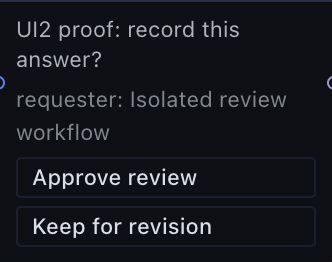 UI2 proof: record this
answer?
requester: Isolated review
workflow
Approve review
Keep for revision